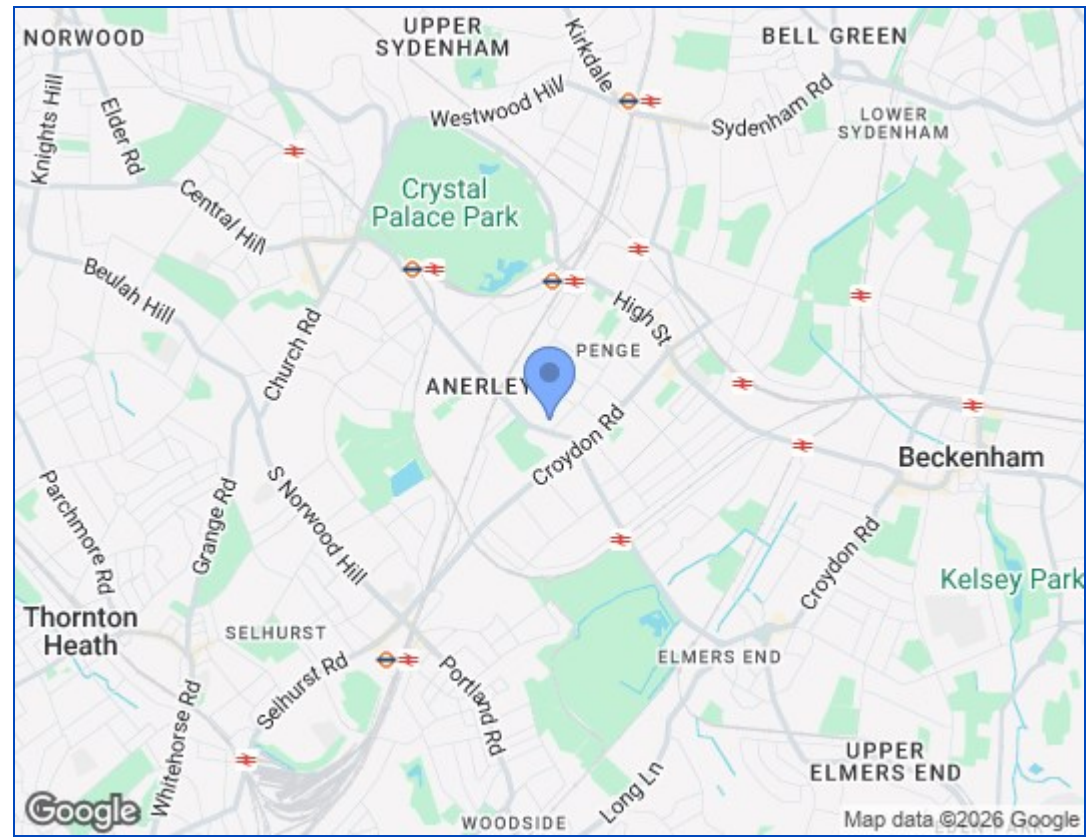 NORWOOD
UPPER
SYDENHAM
Kirkdale
BELL GREEN
Knights Hill
Elder Rd
Westwood Hill
Sydenham Rd
LOWER
SYDENHAM
Central Hill
Crystal
Palace Park
Beulah Hill
Church Rd
High St
PENGE
ANERLEY
Croydon Rd
Beckenham
S Norwood Hill
Parchmore Rd
Grange Rd
Croydon Rd
Kelsey Park
Thornton
Heath
SELHURST
ELMERS END
Selhurst Rd
Portland Rd
Whitehorse Rd
Long Ln
UPPER
ELMERS END
Google
WOODSIDE
Map data ©2026 Google